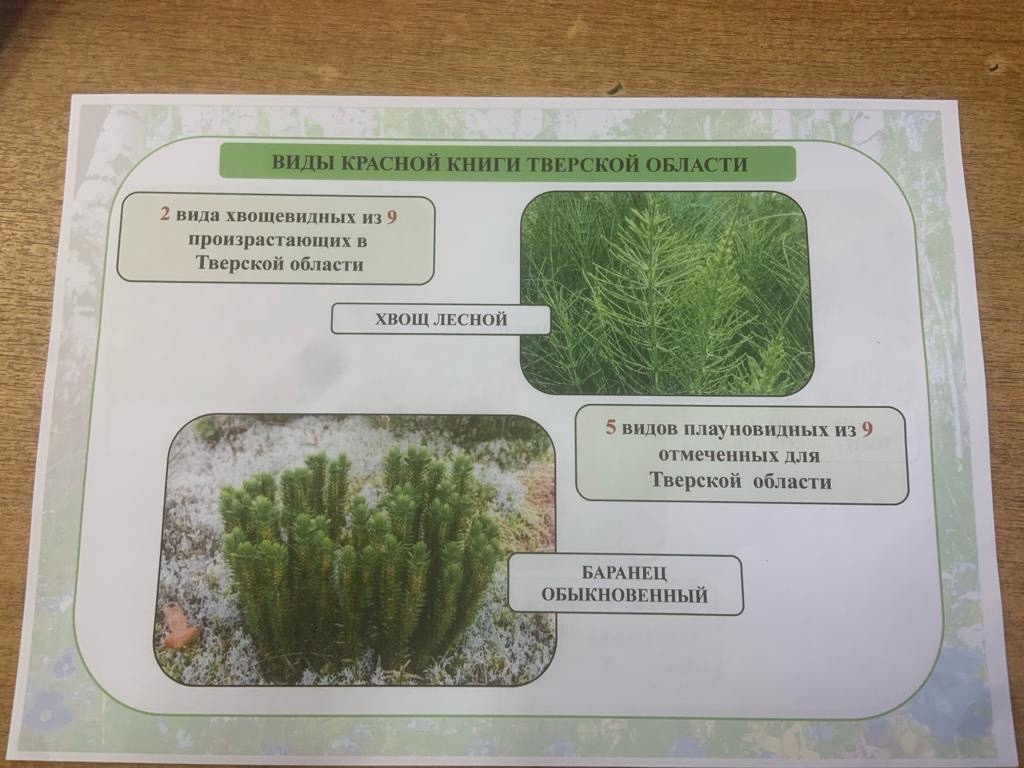 ВИДЫ КРАСНОЙ КНИГИ ТВЕРСКОЙ ОБЛАСТИ
2 вида хвощевидных из 9
произрастающих в
Тверской области
ХВОЩ ЛЕСНОЙ
5 видов плауновидных из 9
отмеченных для
Тверской области
БАРАНЕЦ
ОБЫКНОВЕННЫЙ